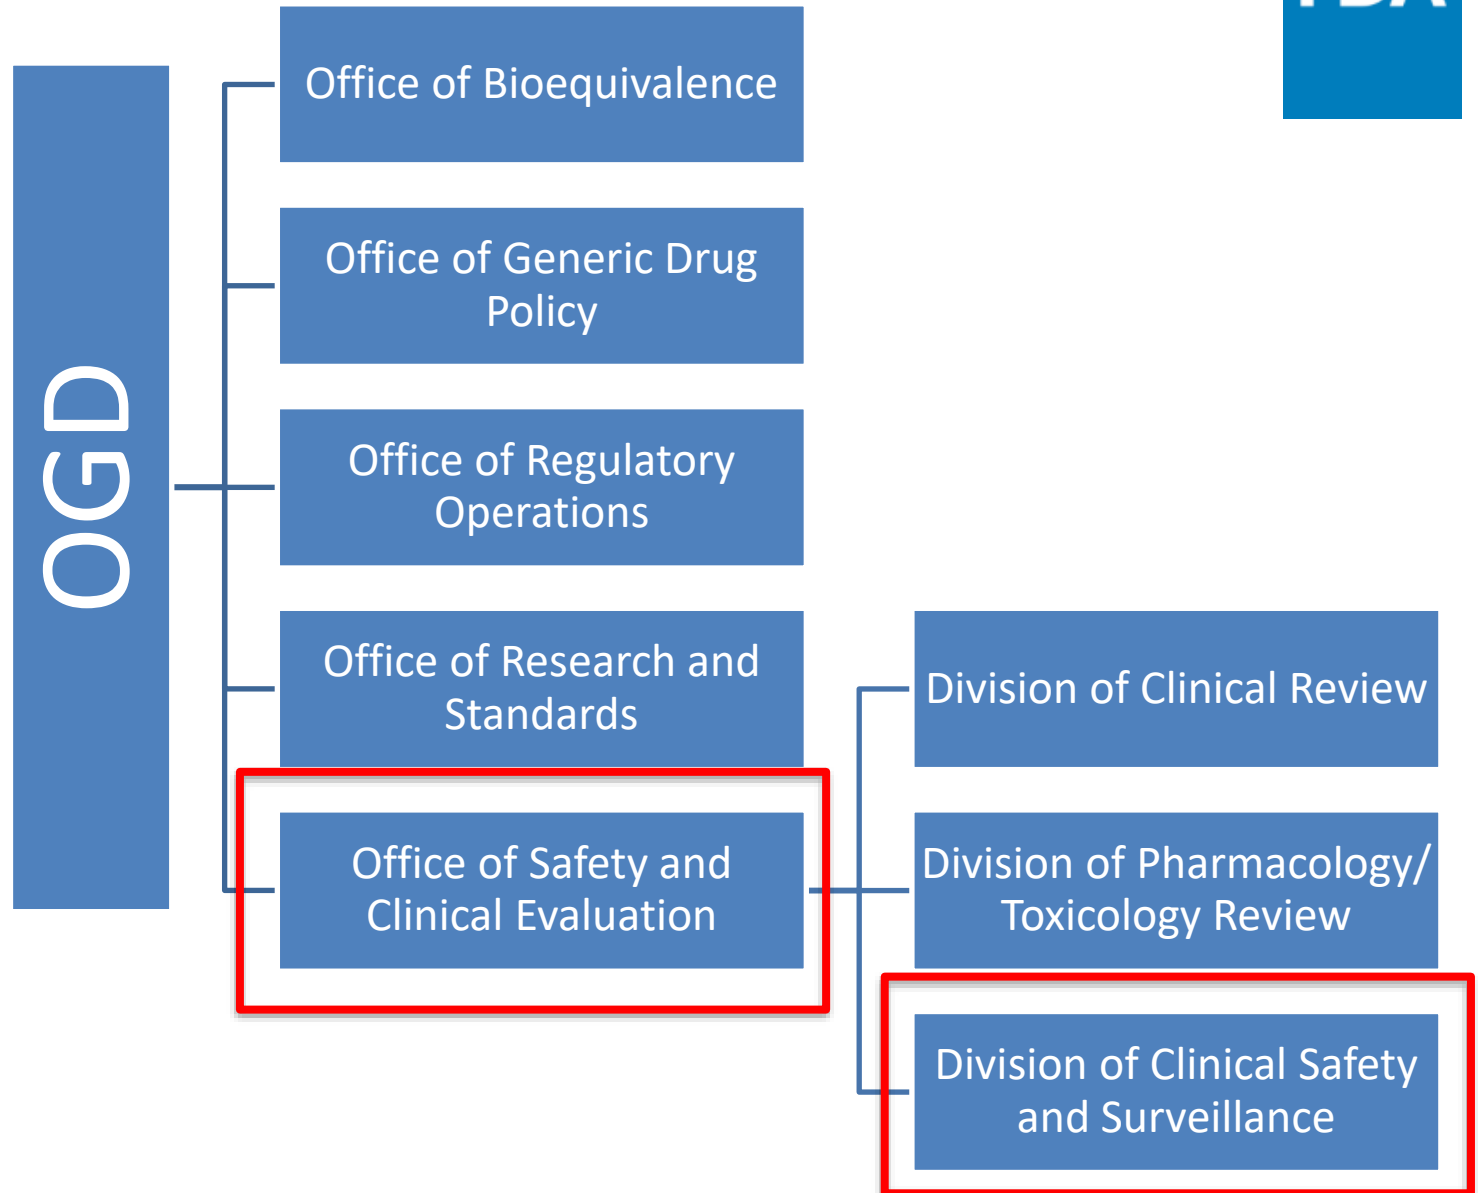 FDA
Office of Bioequivalence
Office of Generic Drug
Policy
OGD
Office of Regulatory
Operations
Office of Research and
Standards
Division of Clinical Review
Office of Safety and
Clinical Evaluation
Division of Pharmacology/
Toxicology Review
Division of Clinical Safety
and Surveillance